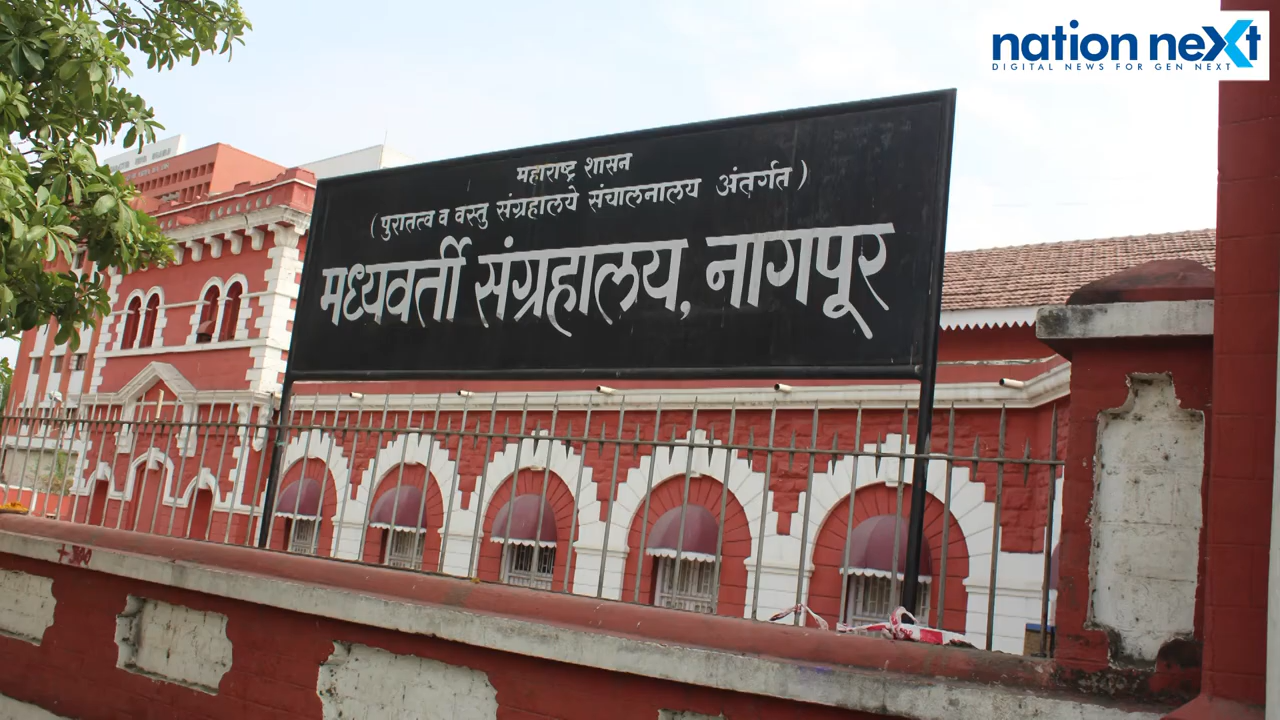 nation next
DIGITAL NEWS FOR GEN NEXT
महाराष्ट्र शासन
( पुरातत्व व वस्तु संग्रहालये संचालनालय अंतर्गत )
मध्यवर्ती संग्रहालय, नागपूर